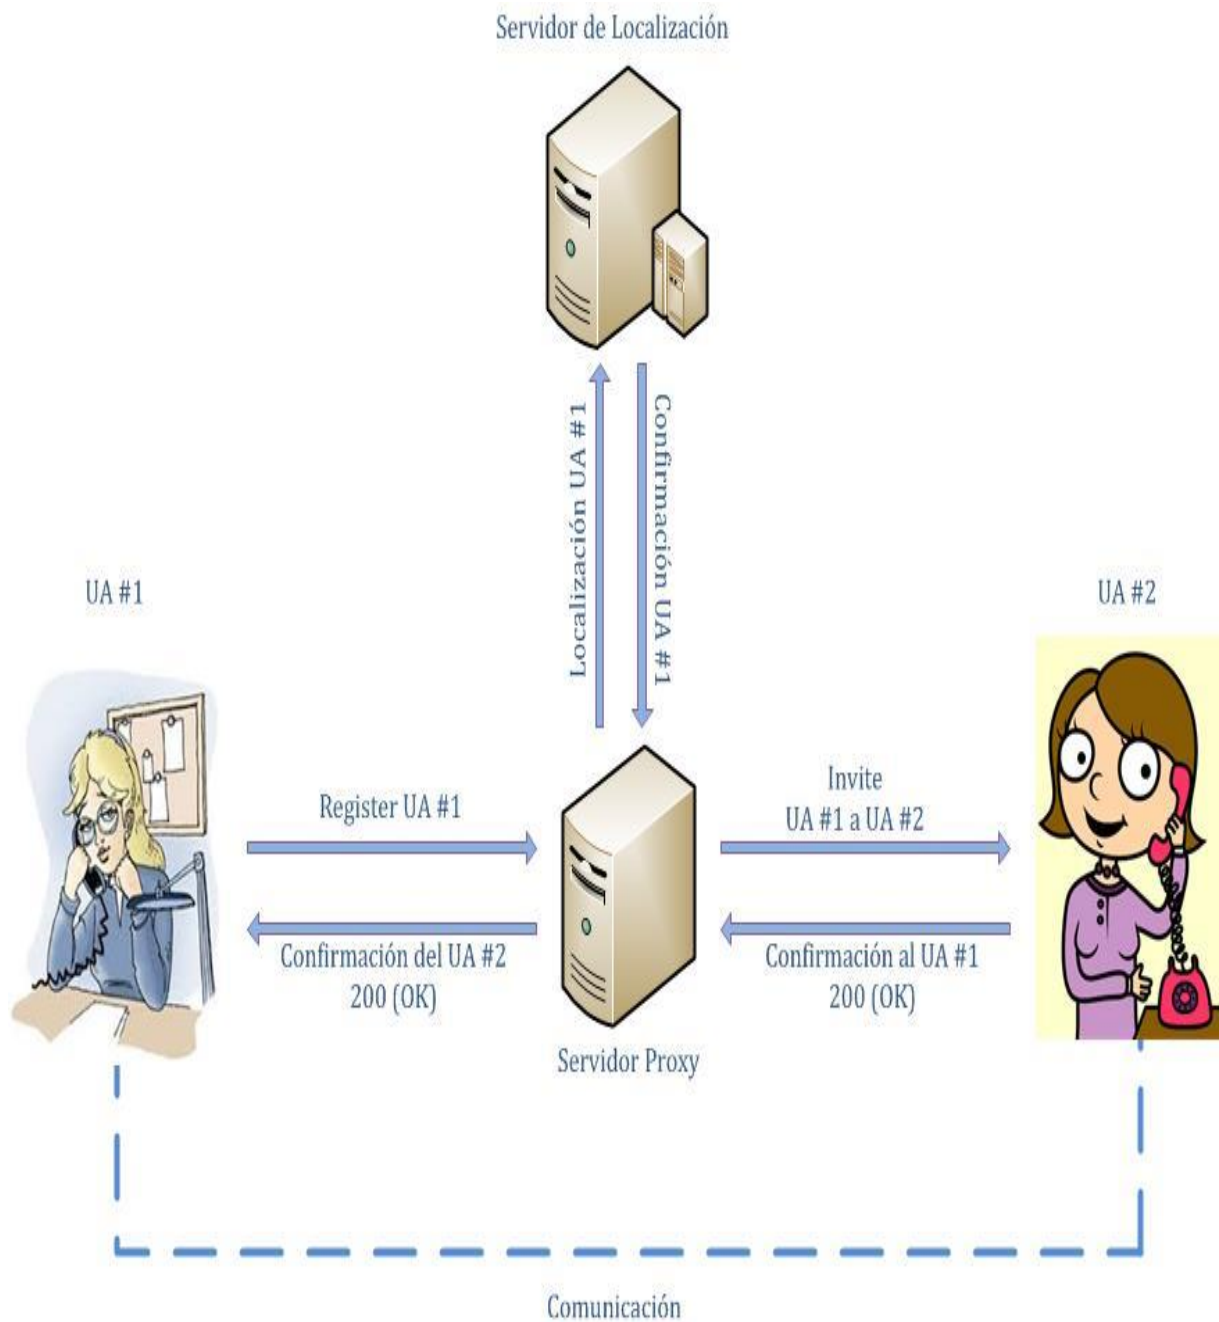 Servidor de Localización
Localización UA #1
Confirmación UA #1
UA #1
UA #2
Register UA #1
Invite
UA #1 a UA #2
Confirmación del UA #2
200 (OK)
Confirmación al UA #1
200 (OK)
Servidor Proxy
Comunicación